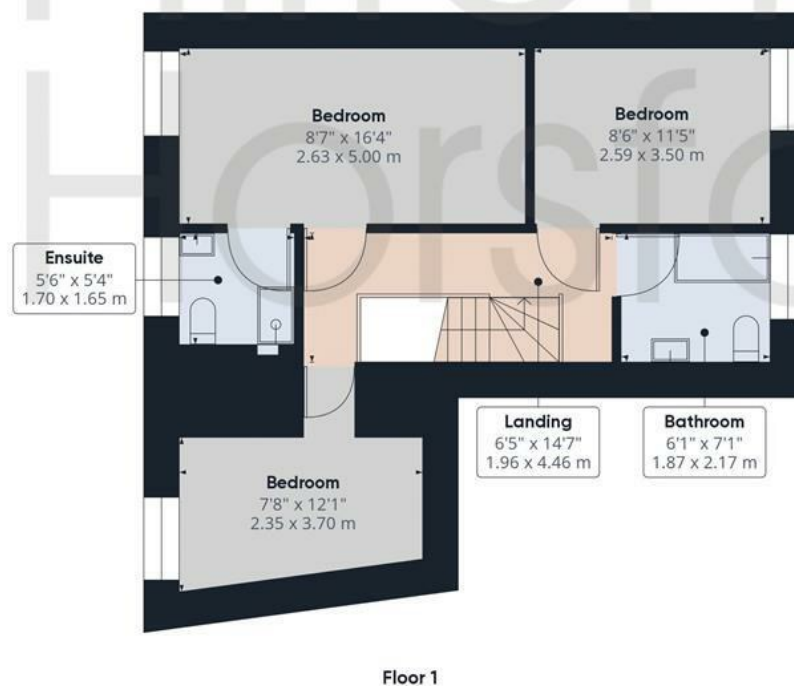 Horsfo
Bedroom
8'7" x 16'4"
2.63 x 5.00 m
Bedroom
8'6" x 11'5"
2.59 x 3.50 m
Ensuite
5'6" x 5'4"
1.70 x 1.65 m
Landing
6'5" x 14'7"
1.96 x 4.46 m
Bathroom
6'1" x 7'1"
1.87 x 2.17 m
Bedroom
7'8" x 12'1"
2.35 x 3.70 m
Floor 1